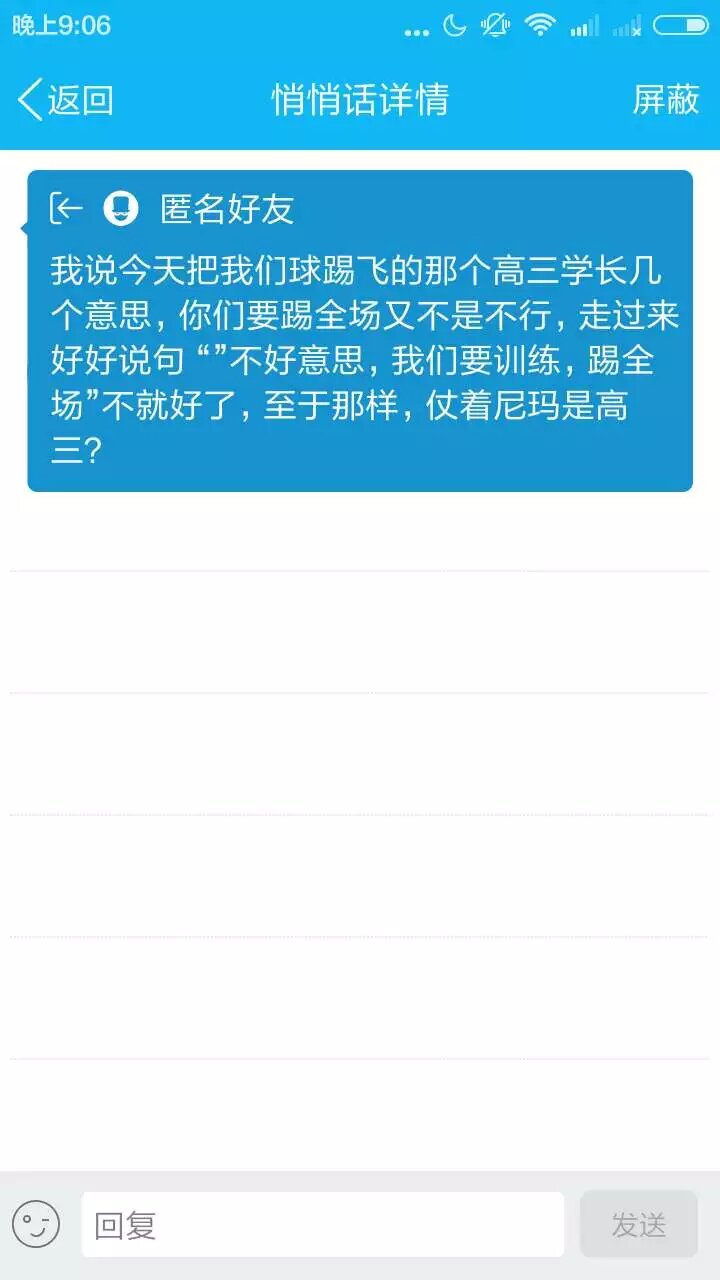 晚上9:06
返回
悄悄话详情
屏蔽
匿名好友
我说今天把我们球踢飞的那个高三学长几
个意思，你们要踢全场又不是不行，走过来
好好说句 “”不好意思，我们要训练，踢全
场”不就好了，至于那样，仗着尼玛是高
三？
回复
发送